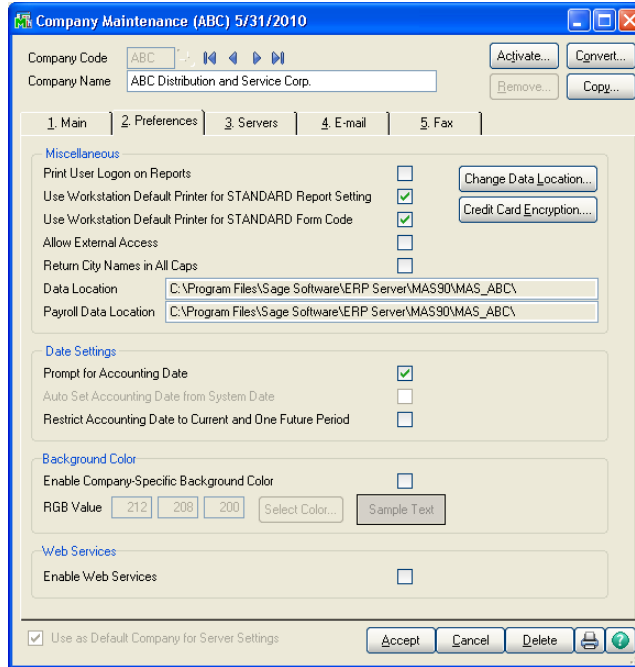 Company Maintenance (ABC) 5/31/2010
Company Code ABC Activate... Convert...
Company Name ABC Distribution and Service Corp. Remove... Copy...
1. Main 2. Preferences 3. Servers 4. E-mail 5. Fax
Miscellaneous
Print User Logon on Reports
Change Data Location...
Use Workstation Default Printer for STANDARD Report Setting
Use Workstation Default Printer for STANDARD Form Code
Credit Card Encryption....
Allow External Access
Return City Names in All Caps
Data Location C:\Program Files\Sage Software\ERP Server\MAS90\MAS_ABC\
Payroll Data Location C:\Program Files\Sage Software\ERP Server\MAS90\MAS_ABC\
Date Settings
Prompt for Accounting Date
Auto Set Accounting Date from System Date
Restrict Accounting Date to Current and One Future Period
Background Color
Enable Company-Specific Background Color
RGB Value 212 208 200 Select Color... Sample Text
Web Services
Enable Web Services
Use as Default Company for Server Settings Accept Cancel Delete